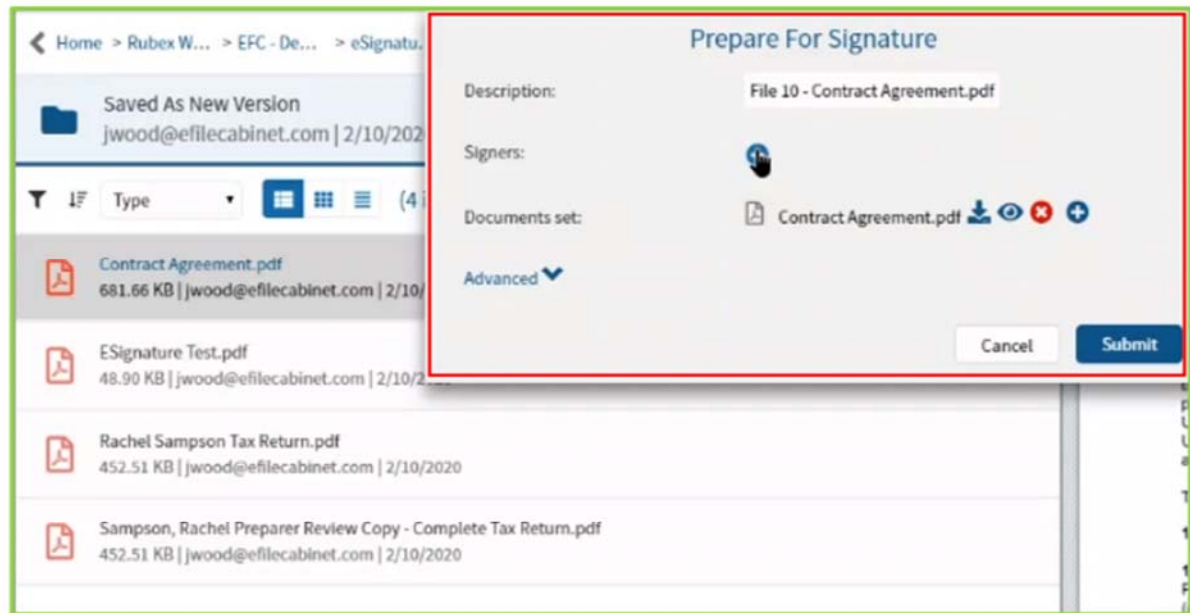 Home > Rubex W... > EFC - De... > eSignatu.
Saved As New Version
jwood@efilecabinet.com | 2/10/202
Type
(4 i
Contract Agreement.pdf
681.66 KB | jwood@efilecabinet.com | 2/10/
ESignature Test.pdf
48.90 KB | jwood@efilecabinet.com | 2/10/2020
Rachel Sampson Tax Return.pdf
452.51 KB | jwood@efilecabinet.com | 2/10/2020
Sampson, Rachel Preparer Review Copy - Complete Tax Return.pdf
452.51 KB | jwood@efilecabinet.com | 2/10/2020
Prepare For Signature
Description:
File 10 - Contract Agreement.pdf
Signers:
Documents set:
Contract Agreement.pdf
Advanced
Cancel
Submit